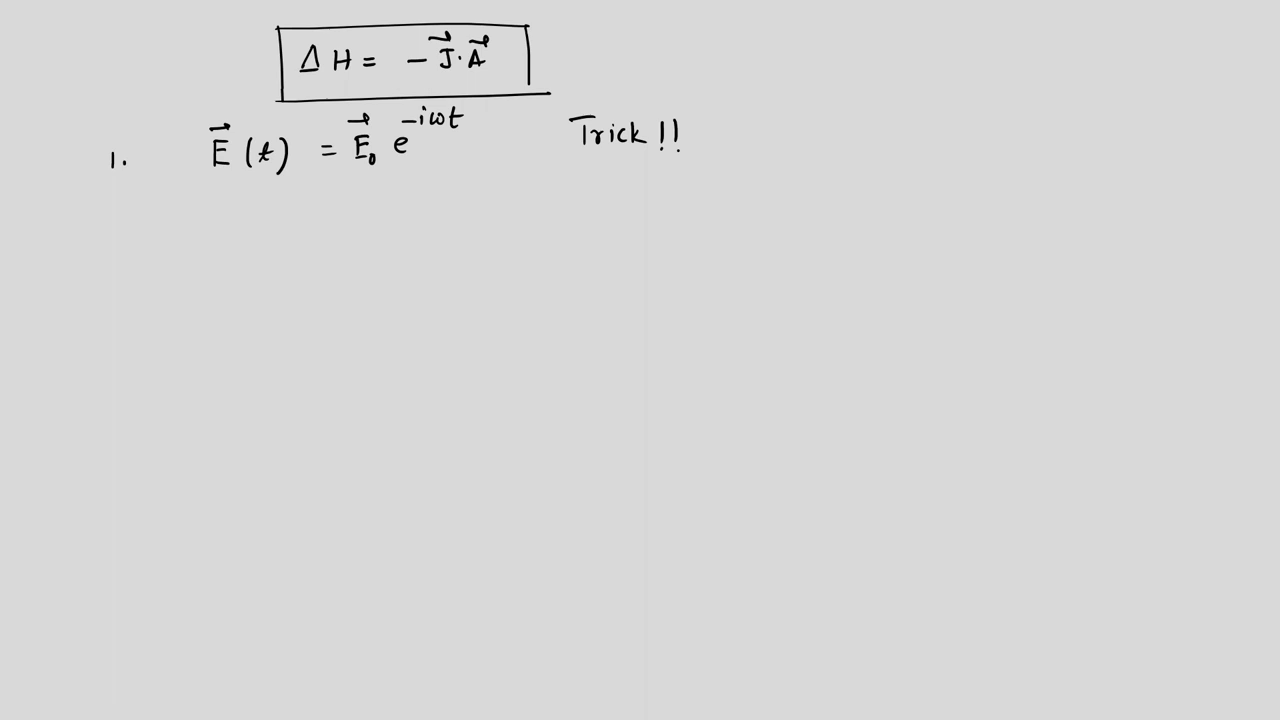 ΔH = −J⃗·A⃗
1. E⃗(t) = E⃗₀ e^{−iωt} Trick!!